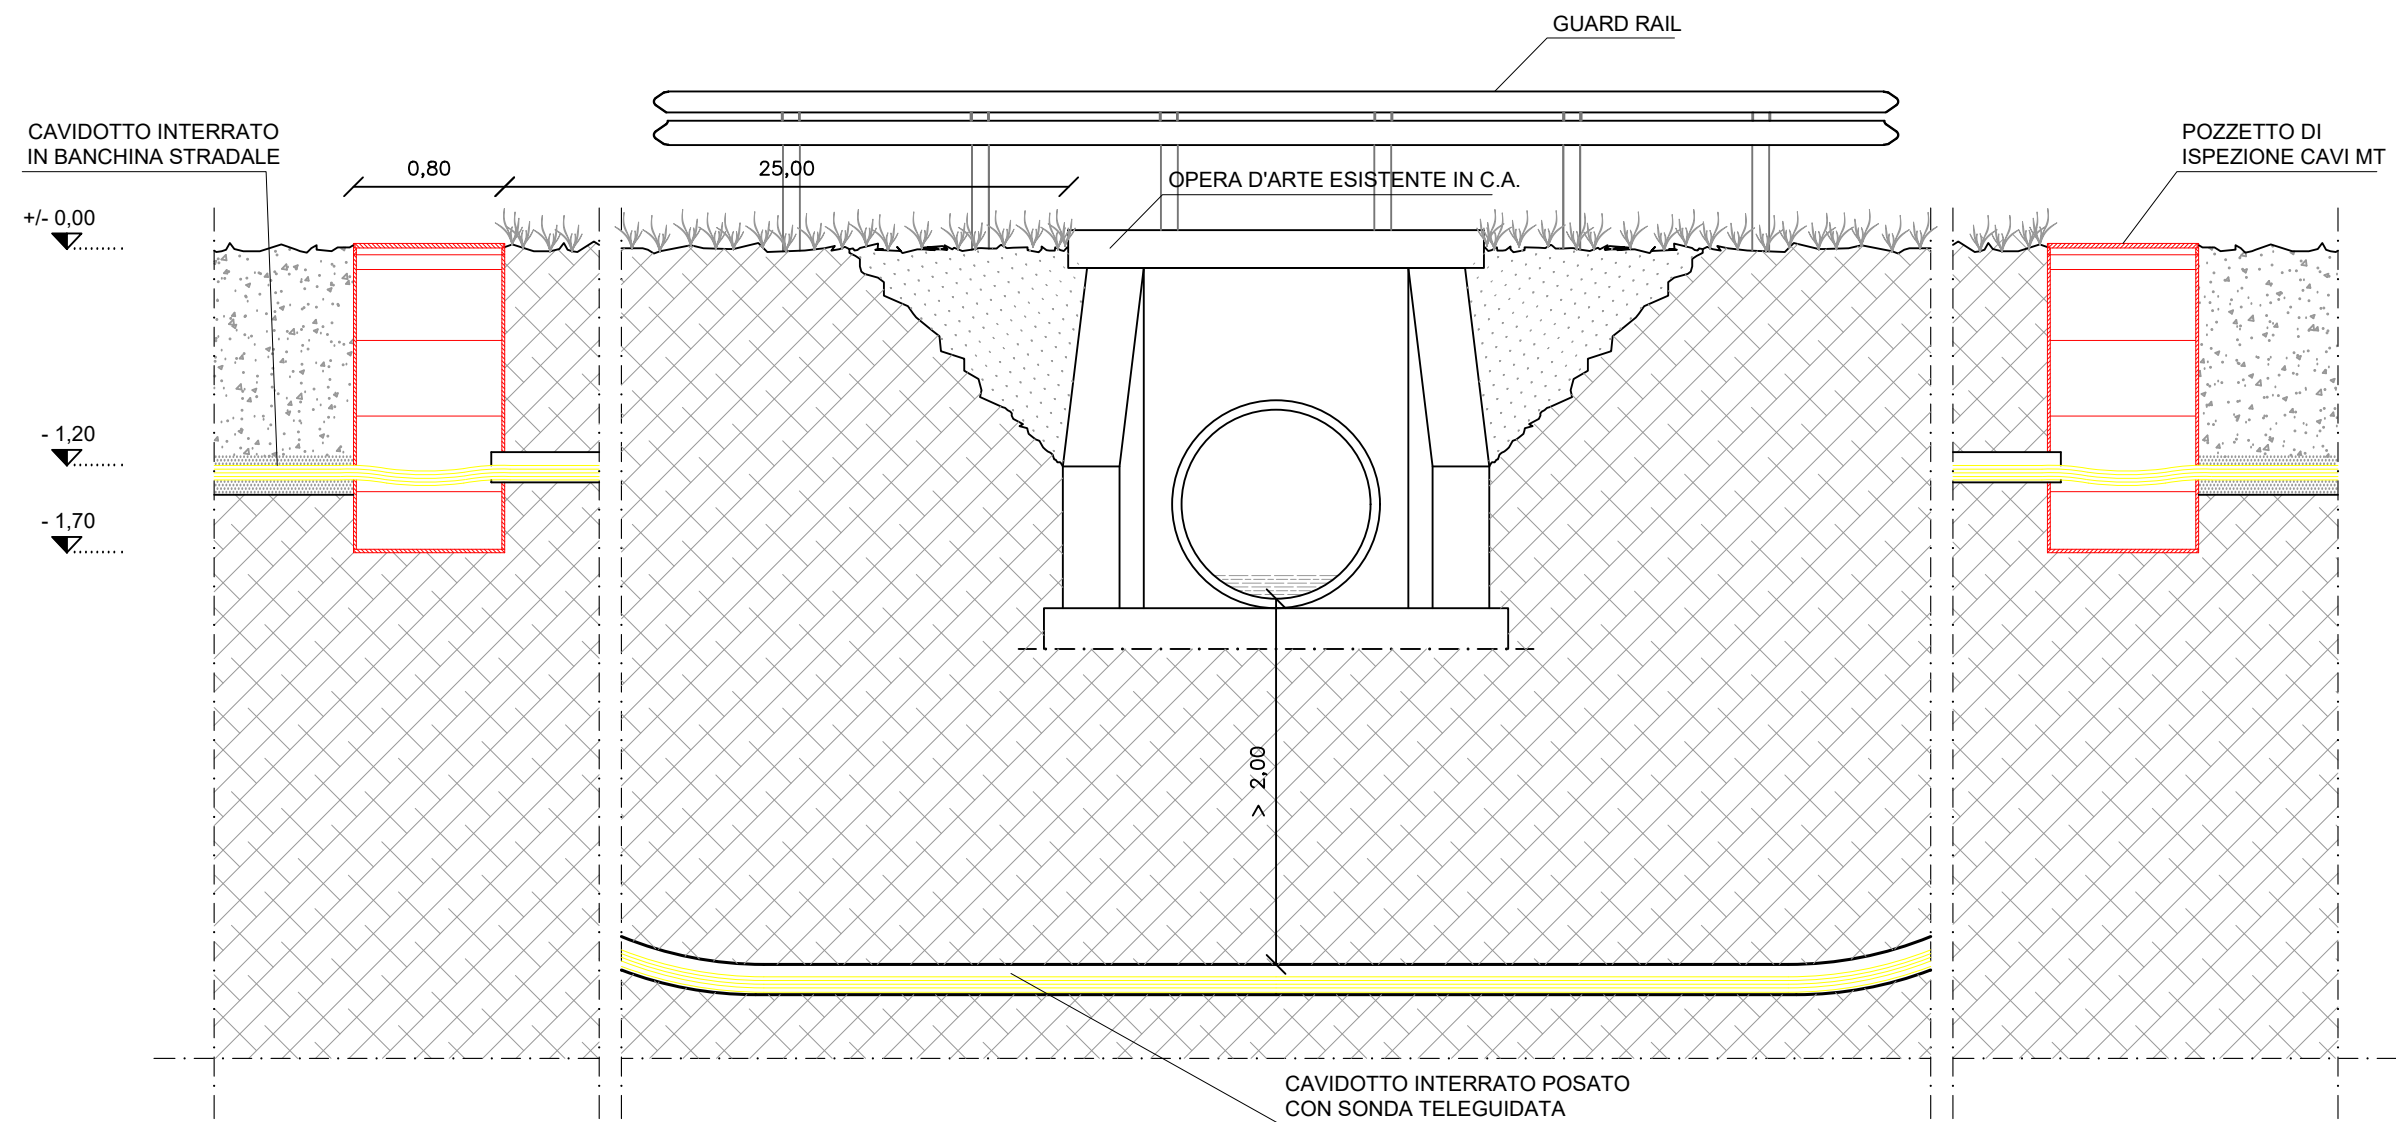 GUARD RAIL
CAVIDOTTO INTERRATO
IN BANCHINA STRADALE
POZZETTO DI
ISPEZIONE CAVI MT
0,80
25,00
OPERA D'ARTE ESISTENTE IN C.A.
+/- 0,00
- 1,20
- 1,70
> 2,00
CAVIDOTTO INTERRATO POSATO
CON SONDA TELEGUIDATA